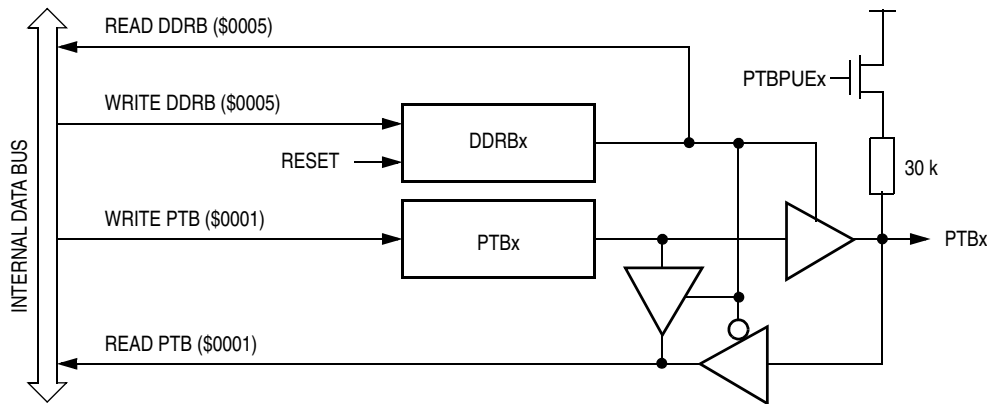 READ DDRB ($0005)
PTBPUEx
WRITE DDRB ($0005)
DDRBx
RESET
30 k
WRITE PTB ($0001)
PTBx
PTBx
READ PTB ($0001)
INTERNAL DATA BUS